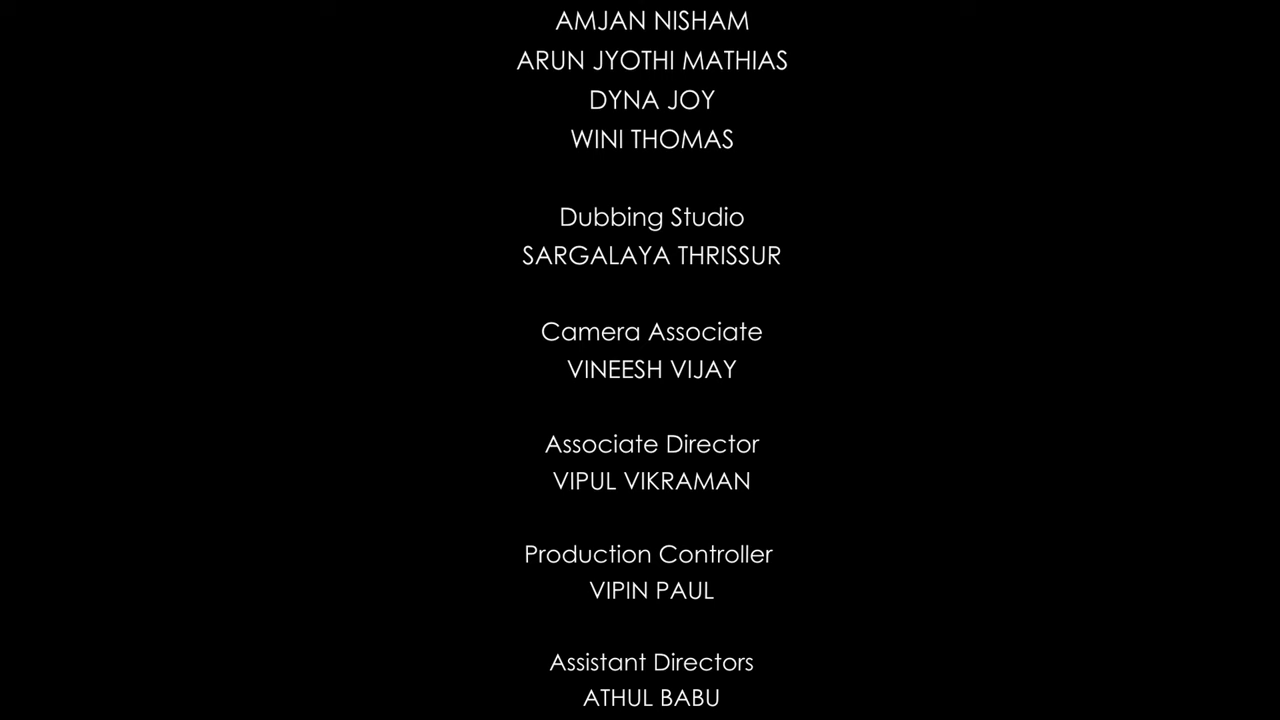 AMJAN NISHAM
ARUN JYOTHI MATHIAS
DYNA JOY
WINI THOMAS
Dubbing Studio
SARGALAYA THRISSUR
Camera Associate
VINEESH VIJAY
Associate Director
VIPUL VIKRAMAN
Production Controller
VIPIN PAUL
Assistant Directors
ATHUL BABU